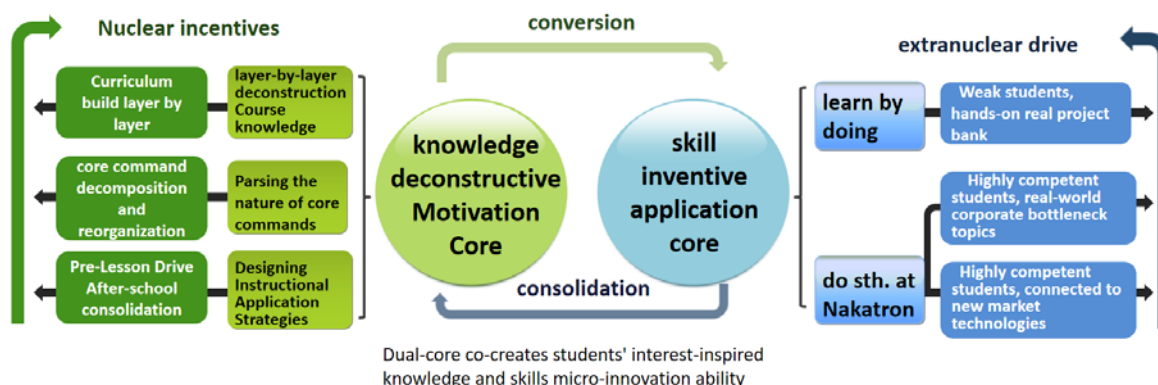 Nuclear incentives
Curriculum
build layer by
layer
layer-by-layer
deconstruction
Course
knowledge
core command
decomposition
and
reorganization
Parsing the
nature of core
commands
Pre-Lesson Drive
After-school
consolidation
Designing
Instructional
Application
Strategies
conversion
knowledge
deconstructive
Motivation
Core
skill
inventive
application
core
consolidation
extranuclear drive
learn by
doing
Weak students,
hands-on real project
bank
do sth. at
Nakatron
Highly competent
students, real-world
corporate bottleneck
topics
Highly competent
students, connected to
new market
technologies
Dual-core co-creates students' interest-inspired
knowledge and skills micro-innovation ability